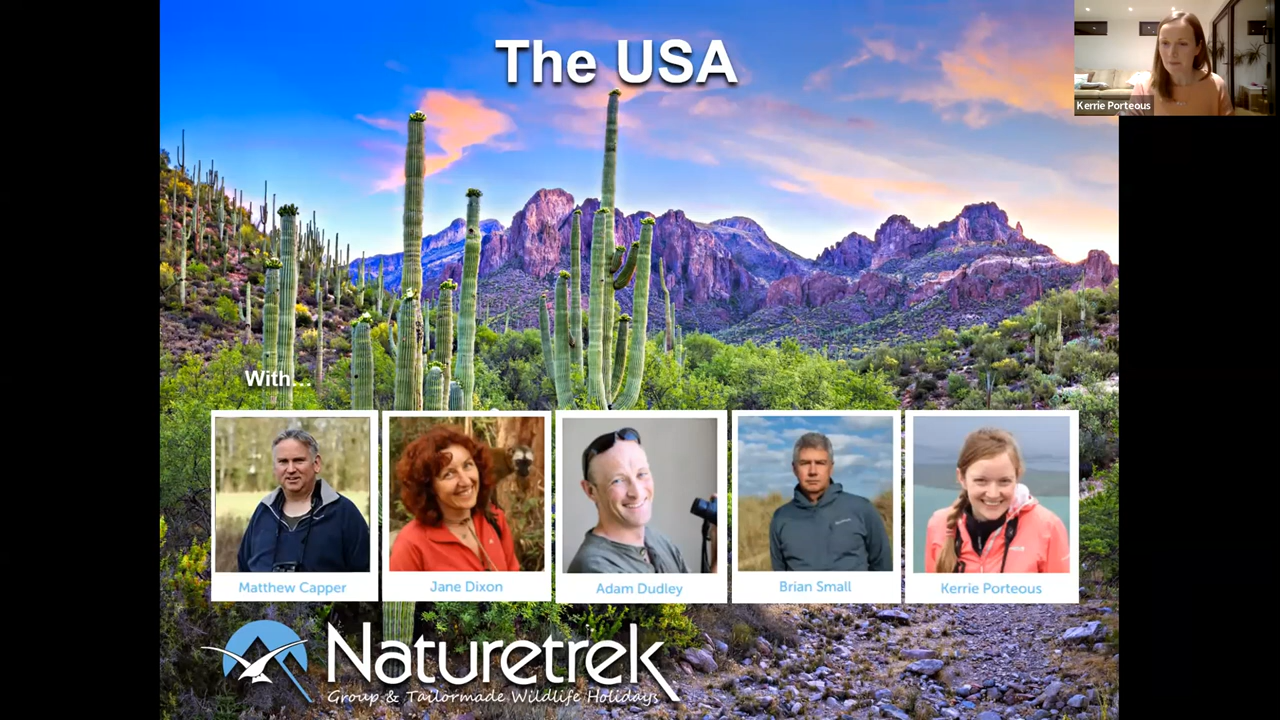 The USA
Kerrie Porteous
With...
Matthew Capper
Jane Dixon
Adam Dudley
Brian Small
Kerrie Porteous
Naturetrek
Group & Tailormade Wildlife Holidays